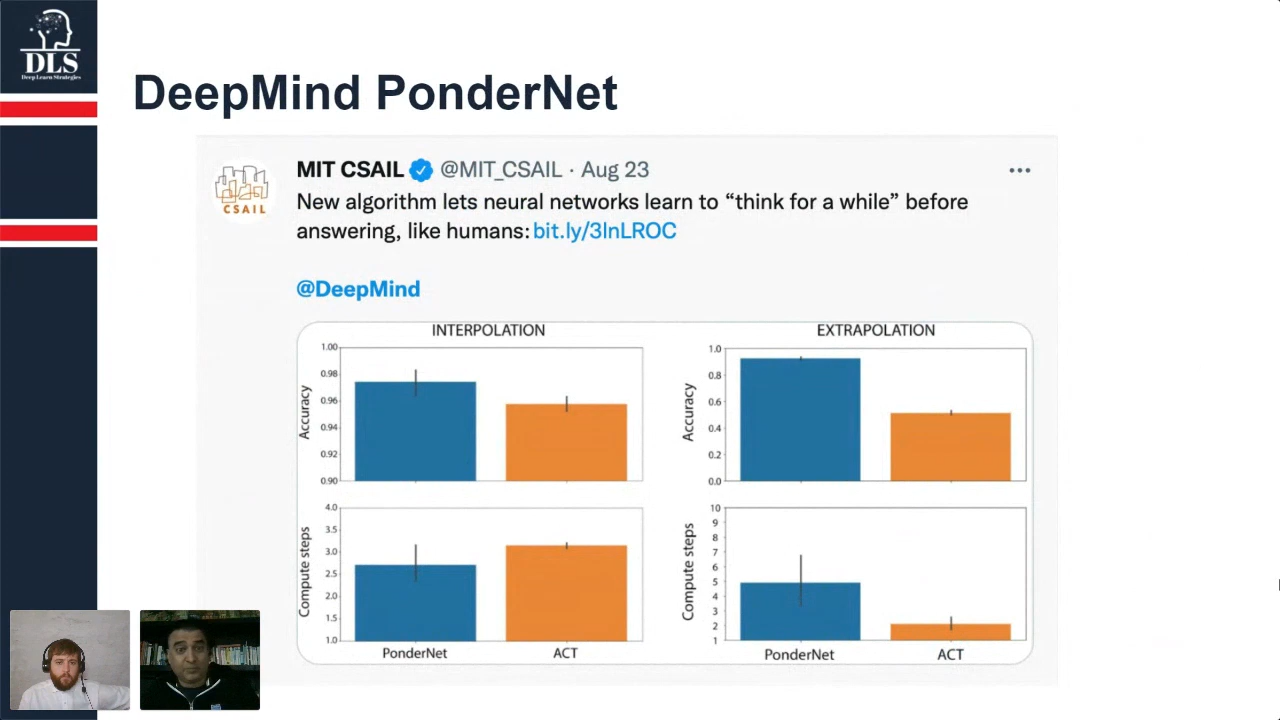 DLS
Deep Learn Strategies
DeepMind PonderNet
MIT CSAIL @MIT_CSAIL · Aug 23
CSAIL
New algorithm lets neural networks learn to “think for a while” before
answering, like humans: bit.ly/3lnLROC
@DeepMind
INTERPOLATION
Accuracy
1.00
0.98
0.96
0.94
0.92
0.90
EXTRAPOLATION
Accuracy
1.0
0.8
0.6
0.4
0.2
0.0
Compute steps
4.0
3.5
3.0
2.5
2.0
1.5
1.0
PonderNet ACT
Compute steps
10
9
8
7
6
5
4
3
2
1
PonderNet ACT